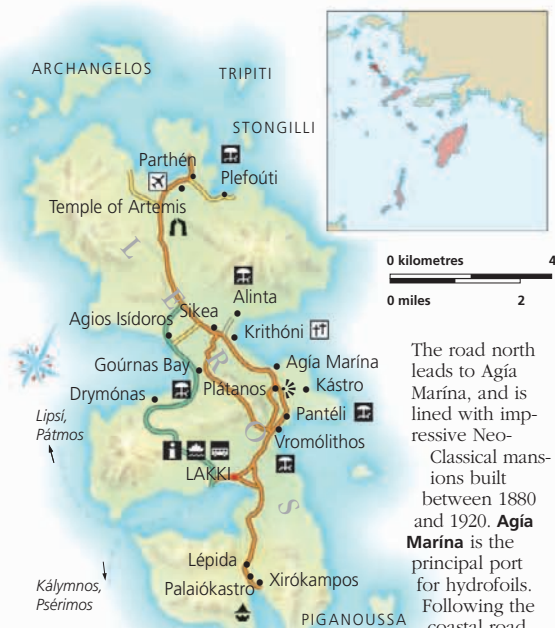 ARCHANGELOS
TRIPITI
STONGILLI
Parthén
Plefoúti
Temple of Artemis
L E R O S
Alinta
Sikea
Agios Isídoros
Krithóni
Agía Marína
Goúrnas Bay
Plátanos
Kástro
Drymónas
Pantéli
Lipsí,
Pátmos
Vromólithos
LAKKI
Lépida
Palaiókastro
Xirókampos
Kálymnos,
Psérimos
PIGANOUSSA
0 kilometres 4
0 miles 2
The road north
leads to Agía
Marína, and is
lined with imp-
ressive Neo-
Classical mans-
ions built
between 1880
and 1920. Agía
Marína is the
principal port
for hydrofoils.
Following the
coastal road